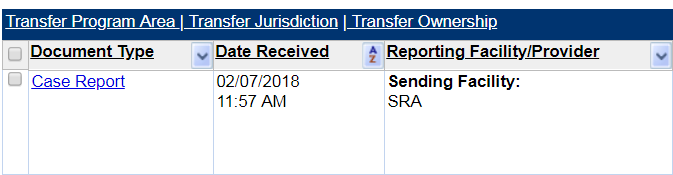 Transfer Program Area | Transfer Jurisdiction | Transfer Ownership
Document Type Date Received A Z Reporting Facility/Provider
Case Report 02/07/2018 Sending Facility:
11:57 AM SRA